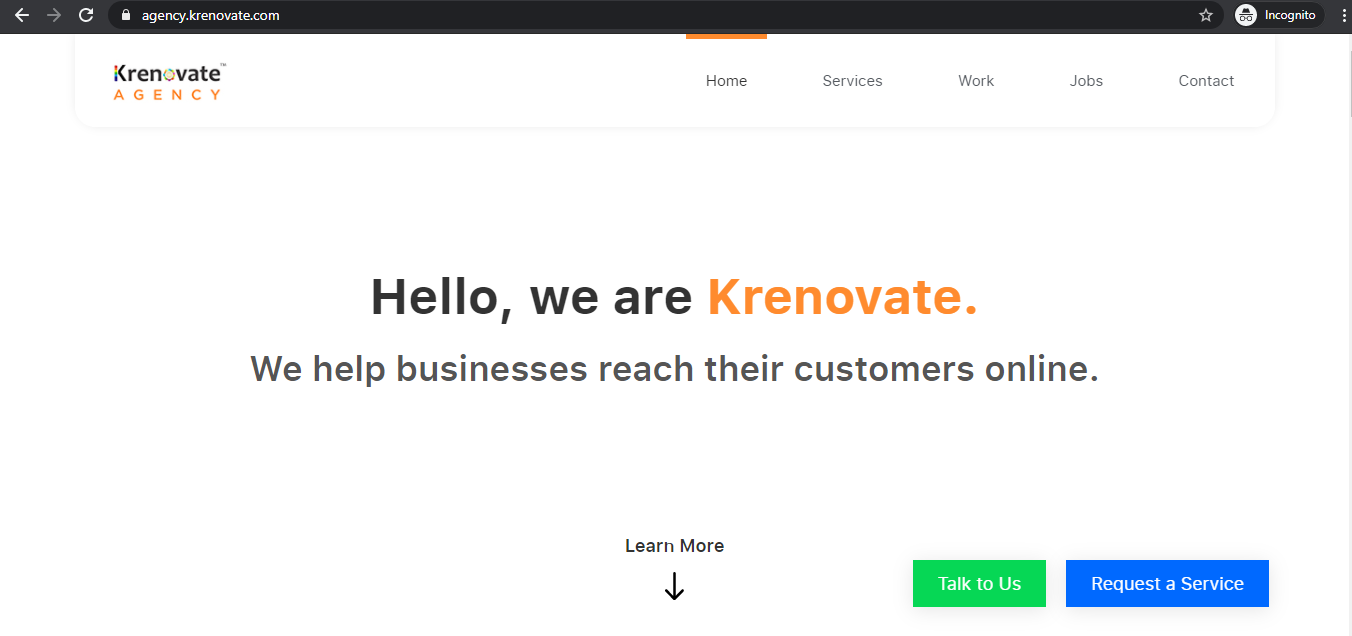 agency.krenovate.com
Incognito
Krenovate™
AGENCY
Home Services Work Jobs Contact
Hello, we are Krenovate.
We help businesses reach their customers online.
Learn More
Talk to Us Request a Service